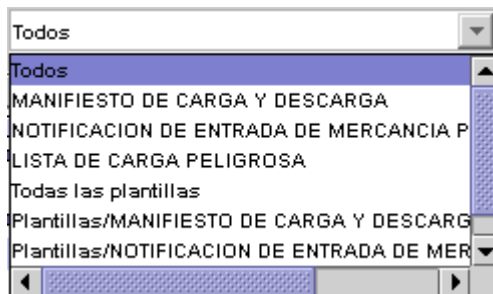 Todos
Todos
MANIFIESTO DE CARGA Y DESCARGA
NOTIFICACION DE ENTRADA DE MERCANCIA P
LISTA DE CARGA PELIGROSA
Todas las plantillas
Plantillas/MANIFIESTO DE CARGA Y DESCARG
Plantillas/NOTIFICACION DE ENTRADA DE MER